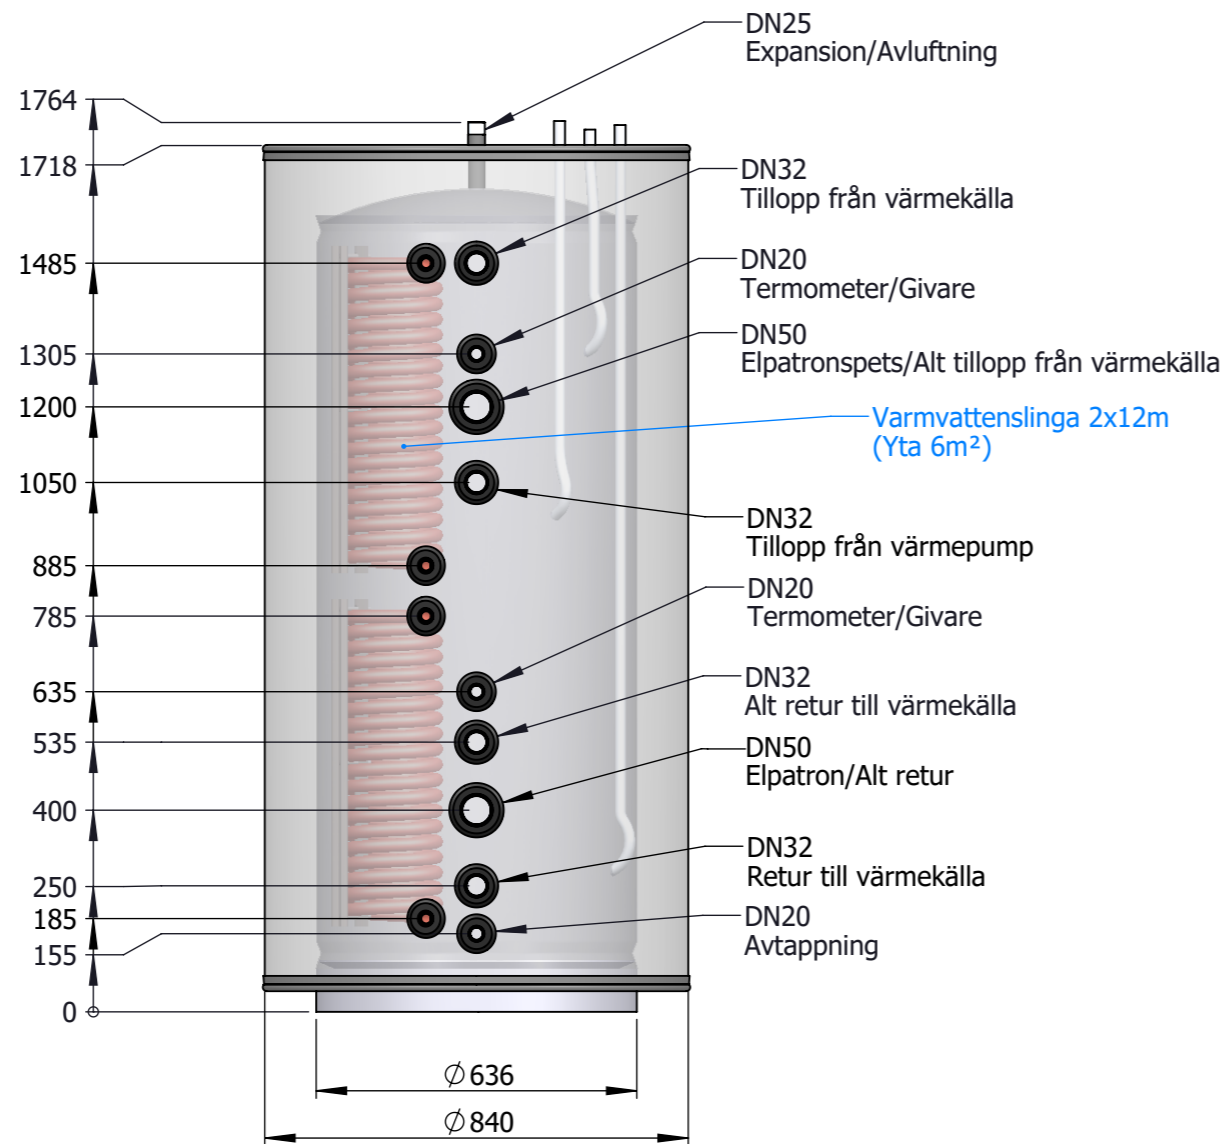 DN25
Expansion/Avluftning
1764
1718
DN32
Tillopp från värmekälla
1485
DN20
Termometer/Givare
1305
DN50
Elpatronspets/Alt tillopp från värmekälla
1200
Varmvattenslinga 2x12m
(Yta 6m²)
1050
DN32
Tillopp från värmepump
885
785
DN20
Termometer/Givare
635
DN32
Alt retur till värmekälla
535
DN50
Elpatron/Alt retur
400
DN32
Retur till värmekälla
250
185
DN20
Avtappning
155
0
∅636
∅840